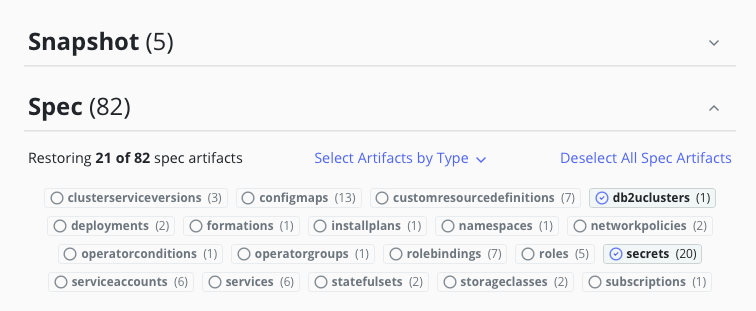 Snapshot (5)
Spec (82)
Restoring 21 of 82 spec artifacts Select Artifacts by Type Deselect All Spec Artifacts
clusterserviceversions (3) configmaps (13) customresourcedefinitions (7) db2uclusters (1)
deployments (2) formations (1) installplans (1) namespaces (1) networkpolicies (2)
operatorconditions (1) operatorgroups (1) rolebindings (7) roles (5) secrets (20)
serviceaccounts (6) services (6) statefulsets (2) storageclasses (2) subscriptions (1)